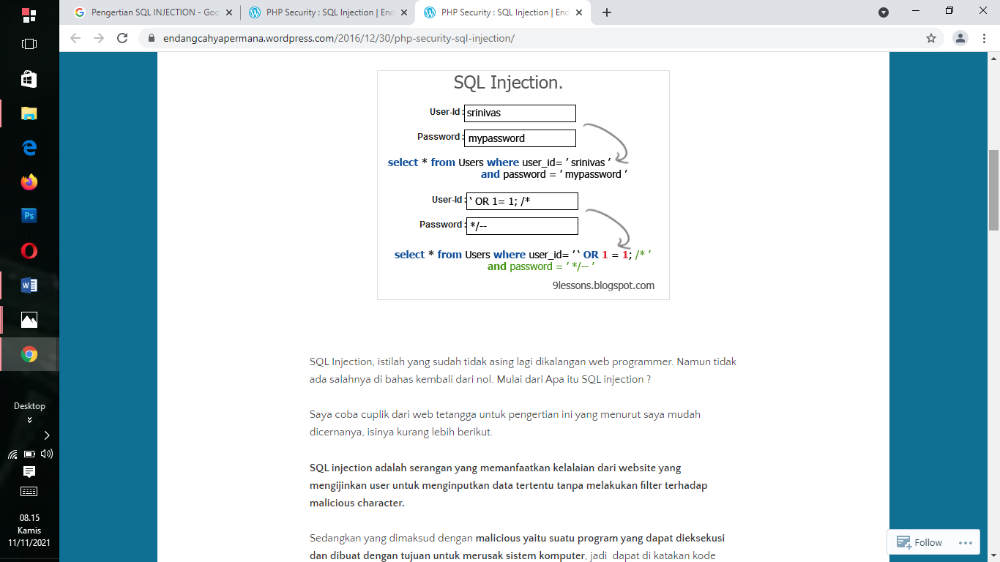 Pengertian SQL INJECTION - Goo
PHP Security : SQL Injection | End
PHP Security : SQL Injection | End
endangcahyapermana.wordpress.com/2016/12/30/php-security-sql-injection/
SQL Injection.
User-Id : srinivas
Password : mypassword
select * from Users where user_id= ' srinivas '
and password = ' mypassword '
User-Id : ' OR 1= 1; /*
Password : */--
select * from Users where user_id= ' ' OR 1 = 1; /* '
and password = ' */-- '
9lessons.blogspot.com
SQL Injection, istilah yang sudah tidak asing lagi dikalangan web programmer. Namun tidak
ada salahnya di bahas kembali dari nol. Mulai dari Apa itu SQL injection ?
Saya coba cuplik dari web tetangga untuk pengertian ini yang menurut saya mudah
dicernanya, isinya kurang lebih berikut.
SQL injection adalah serangan yang memanfaatkan kelalaian dari website yang
mengijinkan user untuk menginputkan data tertentu tanpa melakukan filter terhadap
malicious character.
Sedangkan yang dimaksud dengan malicious yaitu suatu program yang dapat dieksekusi
dan dibuat dengan tujuan untuk merusak sistem komputer, jadi dapat di katakan kode
Follow
Ps
Desktop
08.15
Kamis
11/11/2021